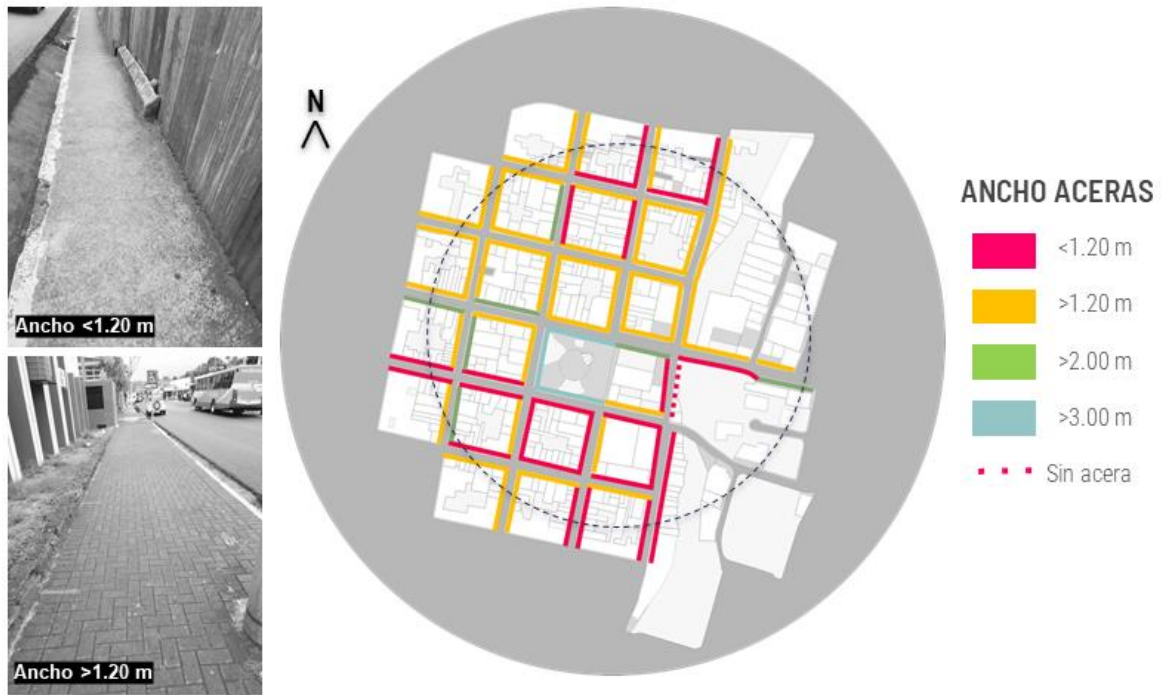 Ancho <1.20 m
Ancho >1.20 m
N
ANCHO ACERAS
<1.20 m
>1.20 m
>2.00 m
>3.00 m
Sin acera